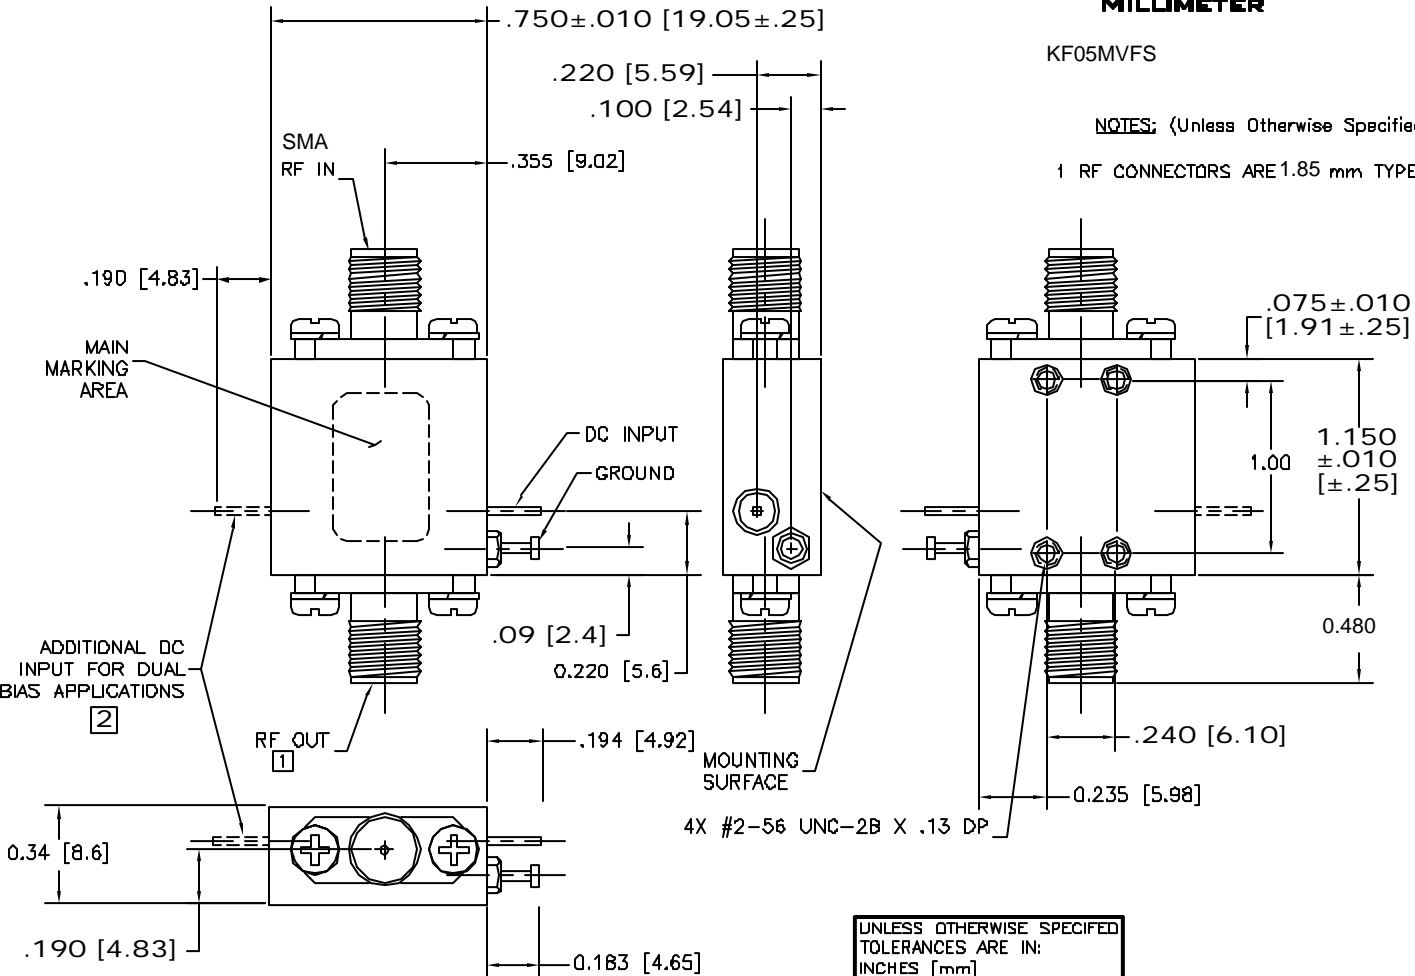 .750±.010 [19.05±.25]
MILLIMETER
.220 [5.59]
KF05MVFS
.100 [2.54]
NOTES: (Unless Otherwise Specifie
SMA
RF IN
.355 [9.02]
1 RF CONNECTORS ARE 1.85 mm TYPE
.190 [4.83]
.075±.010
[1.91±.25]
MAIN
MARKING
AREA
DC INPUT
GROUND
1.00
1.150
±.010
[±.25]
.09 [2.4]
0.220 [5.6]
0.480
ADDITIONAL DC
INPUT FOR DUAL
BIAS APPLICATIONS
2
RF OUT
1
.194 [4.92]
MOUNTING
SURFACE
.240 [6.10]
0.235 [5.98]
4X #2-56 UNC-2B X .13 DP
0.34 [8.6]
.190 [4.83]
0.183 [4.65]
UNLESS OTHERWISE SPECIFED
TOLERANCES ARE IN:
INCHES [mm]